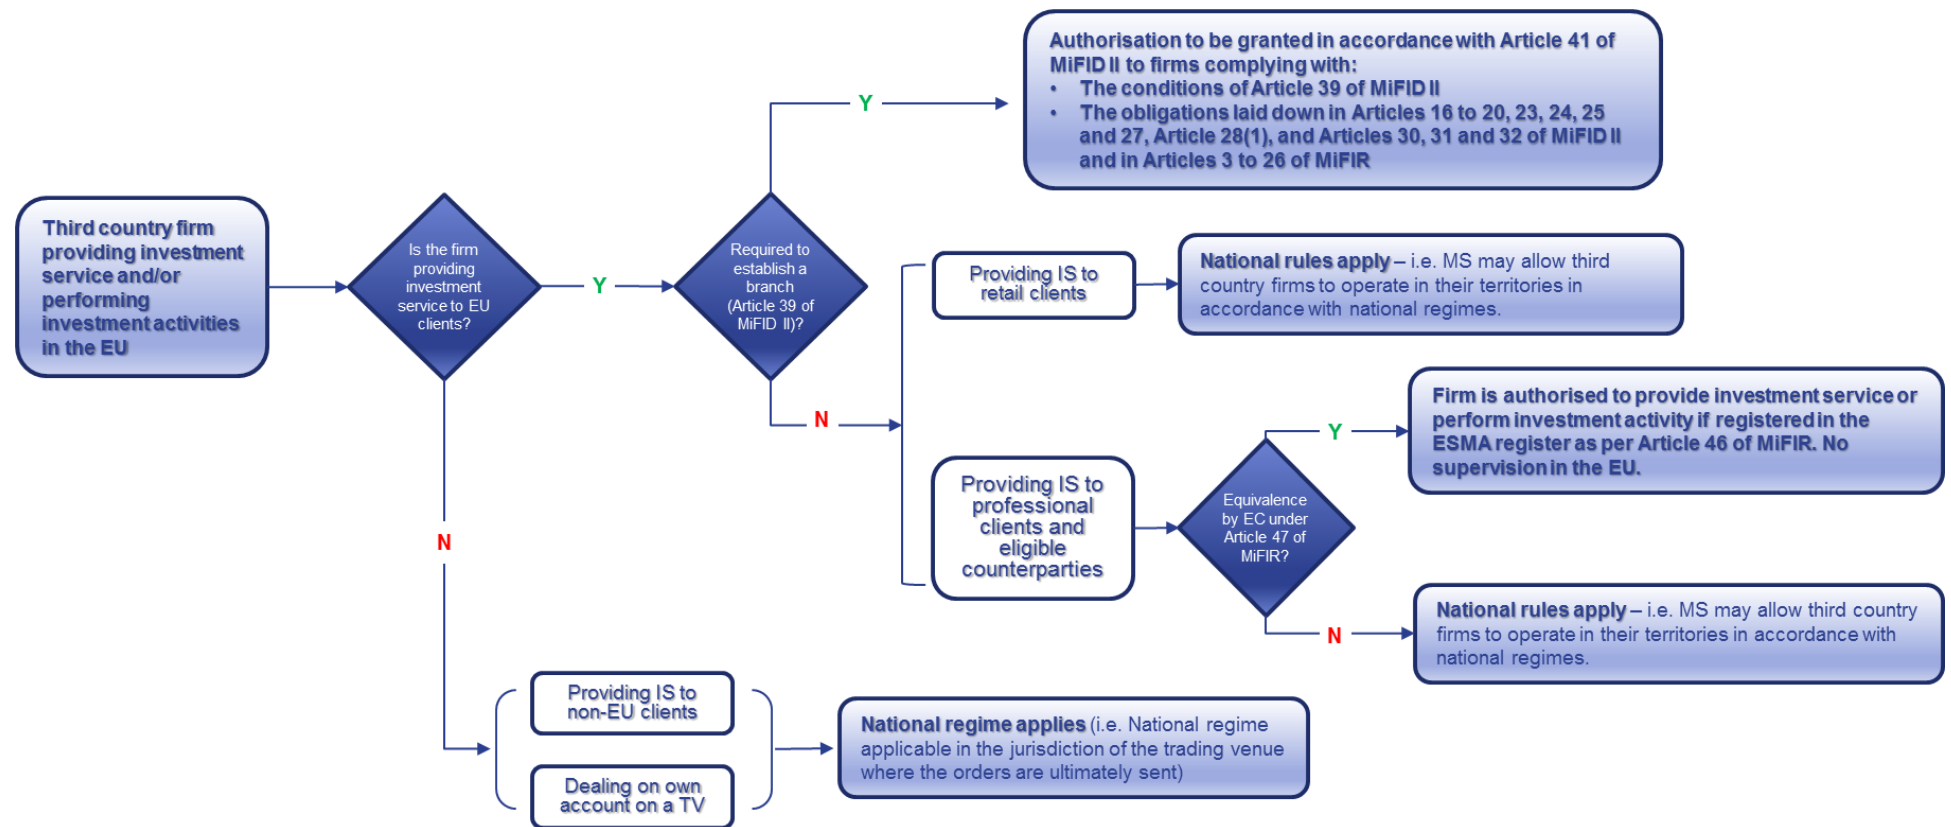 Authorisation to be granted in accordance with Article 41 of
MiFID II to firms complying with:
• The conditions of Article 39 of MiFID II
• The obligations laid down in Articles 16 to 20, 23, 24, 25
and 27, Article 28(1), and Articles 30, 31 and 32 of MiFID II
and in Articles 3 to 26 of MiFIR
Y
Third country firm
providing investment
service and/or
performing
investment activities
in the EU
Is the firm
providing
investment
service to EU
clients?
Y
Required to
establish a
branch
(Article 39 of
MiFID II)?
Providing IS to
retail clients
National rules apply – i.e. MS may allow third
country firms to operate in their territories in
accordance with national regimes.
N
Providing IS to
professional
clients and
eligible
counterparties
Equivalence
by EC under
Article 47 of
MiFIR?
Y
Firm is authorised to provide investment service or
perform investment activity if registered in the
ESMA register as per Article 46 of MiFIR. No
supervision in the EU.
N
National rules apply – i.e. MS may allow third country
firms to operate in their territories in accordance with
national regimes.
N
Providing IS to
non-EU clients
Dealing on own
account on a TV
National regime applies (i.e. National regime
applicable in the jurisdiction of the trading venue
where the orders are ultimately sent)